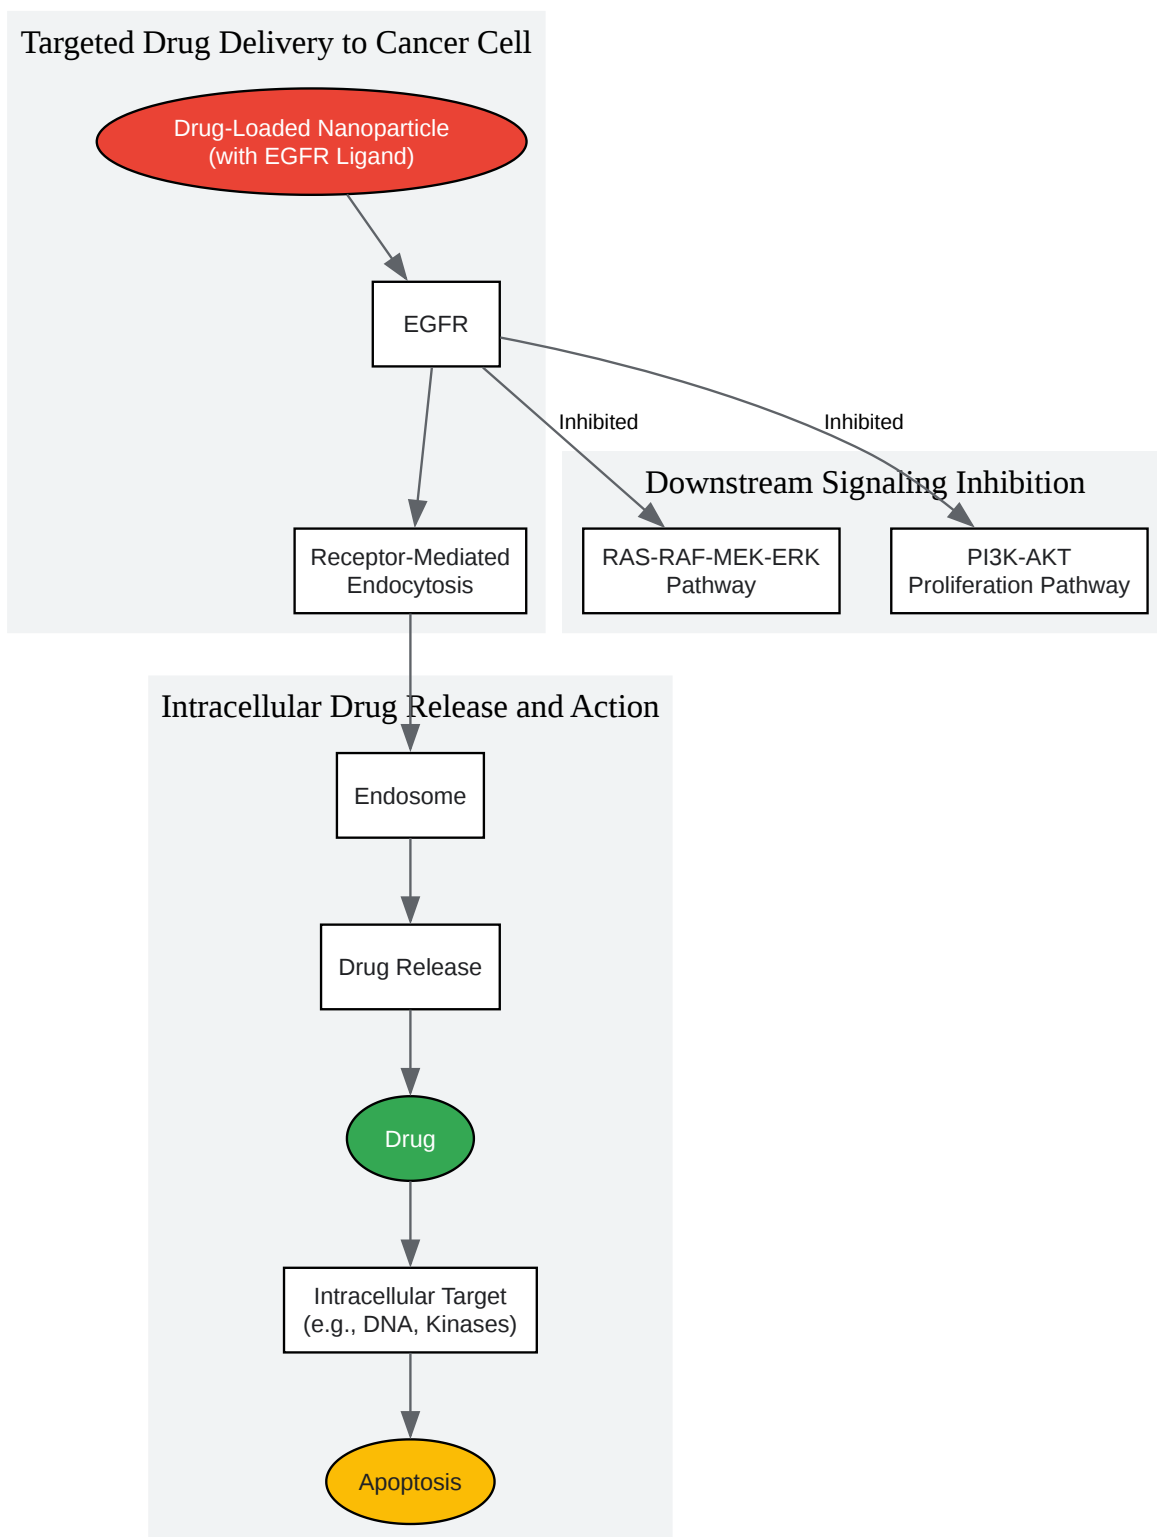 Targeted Drug Delivery to Cancer Cell
Drug-Loaded Nanoparticle
(with EGFR Ligand)
EGFR
Inhibited
Inhibited
Downstream Signaling Inhibition
Receptor-Mediated
Endocytosis
RAS-RAF-MEK-ERK
Pathway
PI3K-AKT
Proliferation Pathway
Intracellular Drug Release and Action
Endosome
Drug Release
Drug
Intracellular Target
(e.g., DNA, Kinases)
Apoptosis